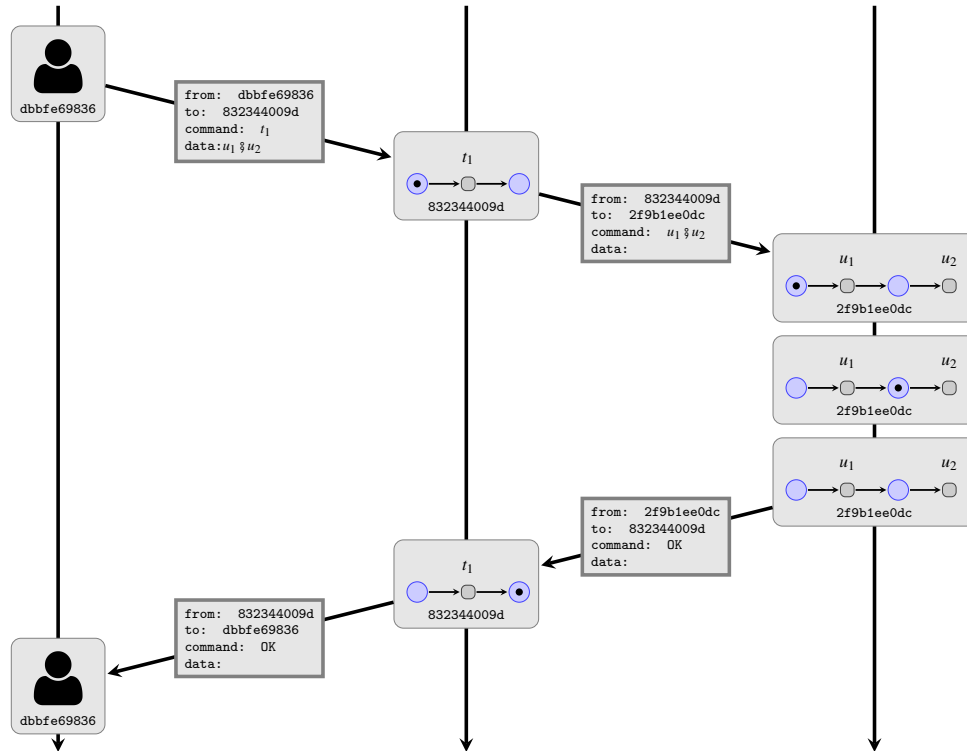 dbbfe69836
from: dbbfe69836
to: 832344009d
command: t₁
data:u₁⨟u₂
t₁
832344009d
from: 832344009d
to: 2f9b1ee0dc
command: u₁⨟u₂
data:
u₁ u₂
2f9b1ee0dc
u₁ u₂
2f9b1ee0dc
u₁ u₂
2f9b1ee0dc
from: 2f9b1ee0dc
to: 832344009d
command: OK
data:
t₁
832344009d
from: 832344009d
to: dbbfe69836
command: OK
data:
dbbfe69836